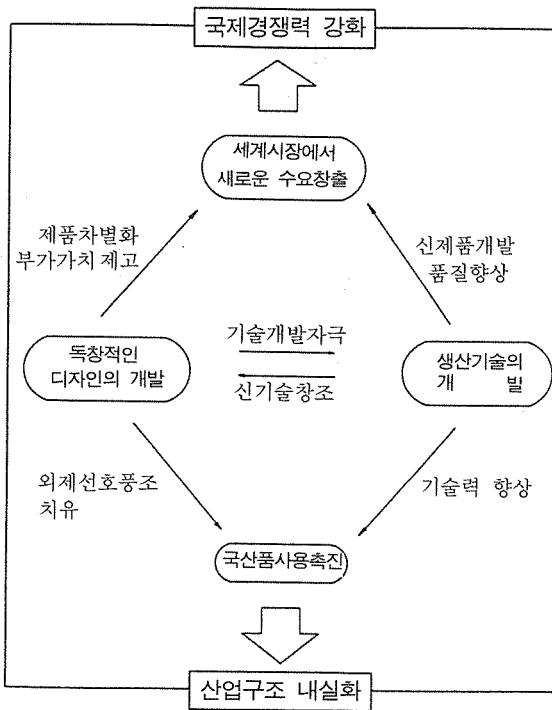 국제경쟁력 강화
세계시장에서
새로운 수요창출
제품차별화
부가가치 제고
신제품개발
품질향상
기술개발자극
독창적인
디자인의 개발
생산기술의
개 발
신기술창조
외제선호풍조
치유
기술력 향상
국산품사용촉진
산업구조 내실화